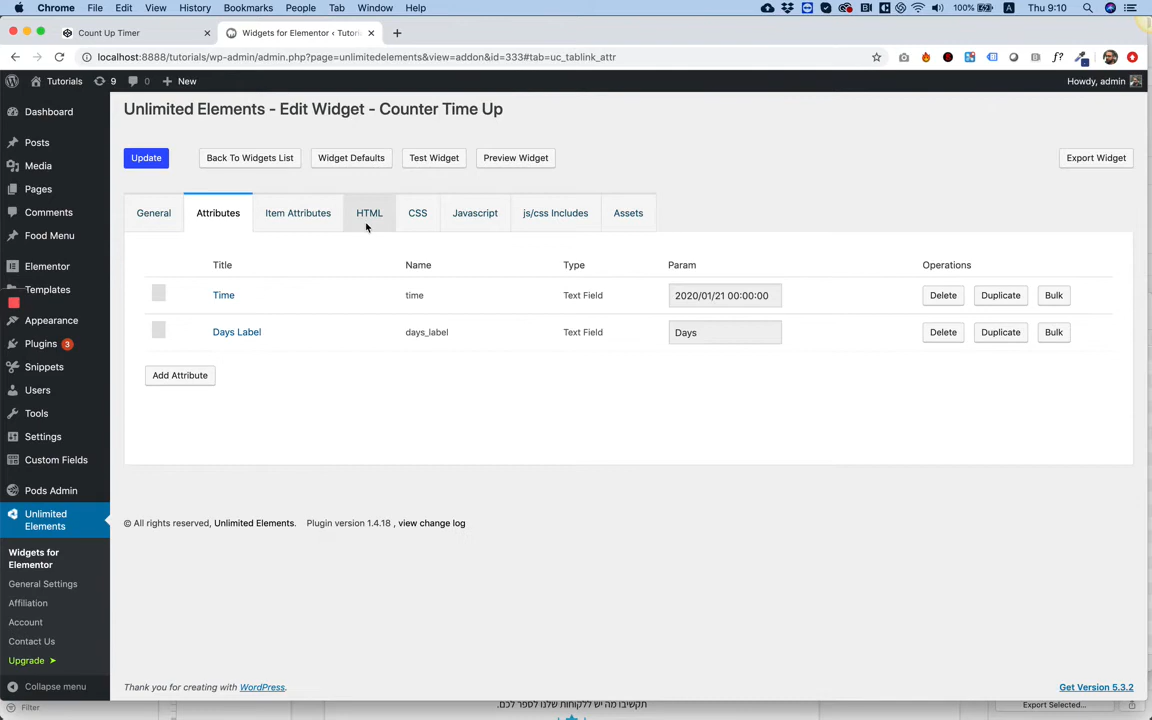 Chrome File Edit View History Bookmarks People Tab Window Help 100% A Thu 9:10
Count Up Timer Widgets for Elementor ‹ Tutori
localhost:8888/tutorials/wp-admin/admin.php?page=unlimitedelements&view=addon&id=333#tab=uc_tablink_attr f?
Tutorials 9 0 New Howdy, admin
Dashboard
Posts
Media
Pages
Comments
Food Menu
Elementor
Templates
Appearance
Plugins 3
Snippets
Users
Tools
Settings
Custom Fields
Pods Admin
Unlimited
Elements
Widgets for
Elementor
General Settings
Affiliation
Account
Contact Us
Upgrade ➤
Collapse menu
Unlimited Elements - Edit Widget - Counter Time Up
Update Back To Widgets List Widget Defaults Test Widget Preview Widget Export Widget
General Attributes Item Attributes HTML CSS Javascript js/css Includes Assets
Title Name Type Param Operations
Time time Text Field 2020/01/21 00:00:00 Delete Duplicate Bulk
Days Label days_label Text Field Days Delete Duplicate Bulk
Add Attribute
© All rights reserved, Unlimited Elements. Plugin version 1.4.18 , view change log
Thank you for creating with WordPress. Get Version 5.3.2
Filter תקשיבו מה יש ללקוחות שלנו לספר לכם. Export Selected...